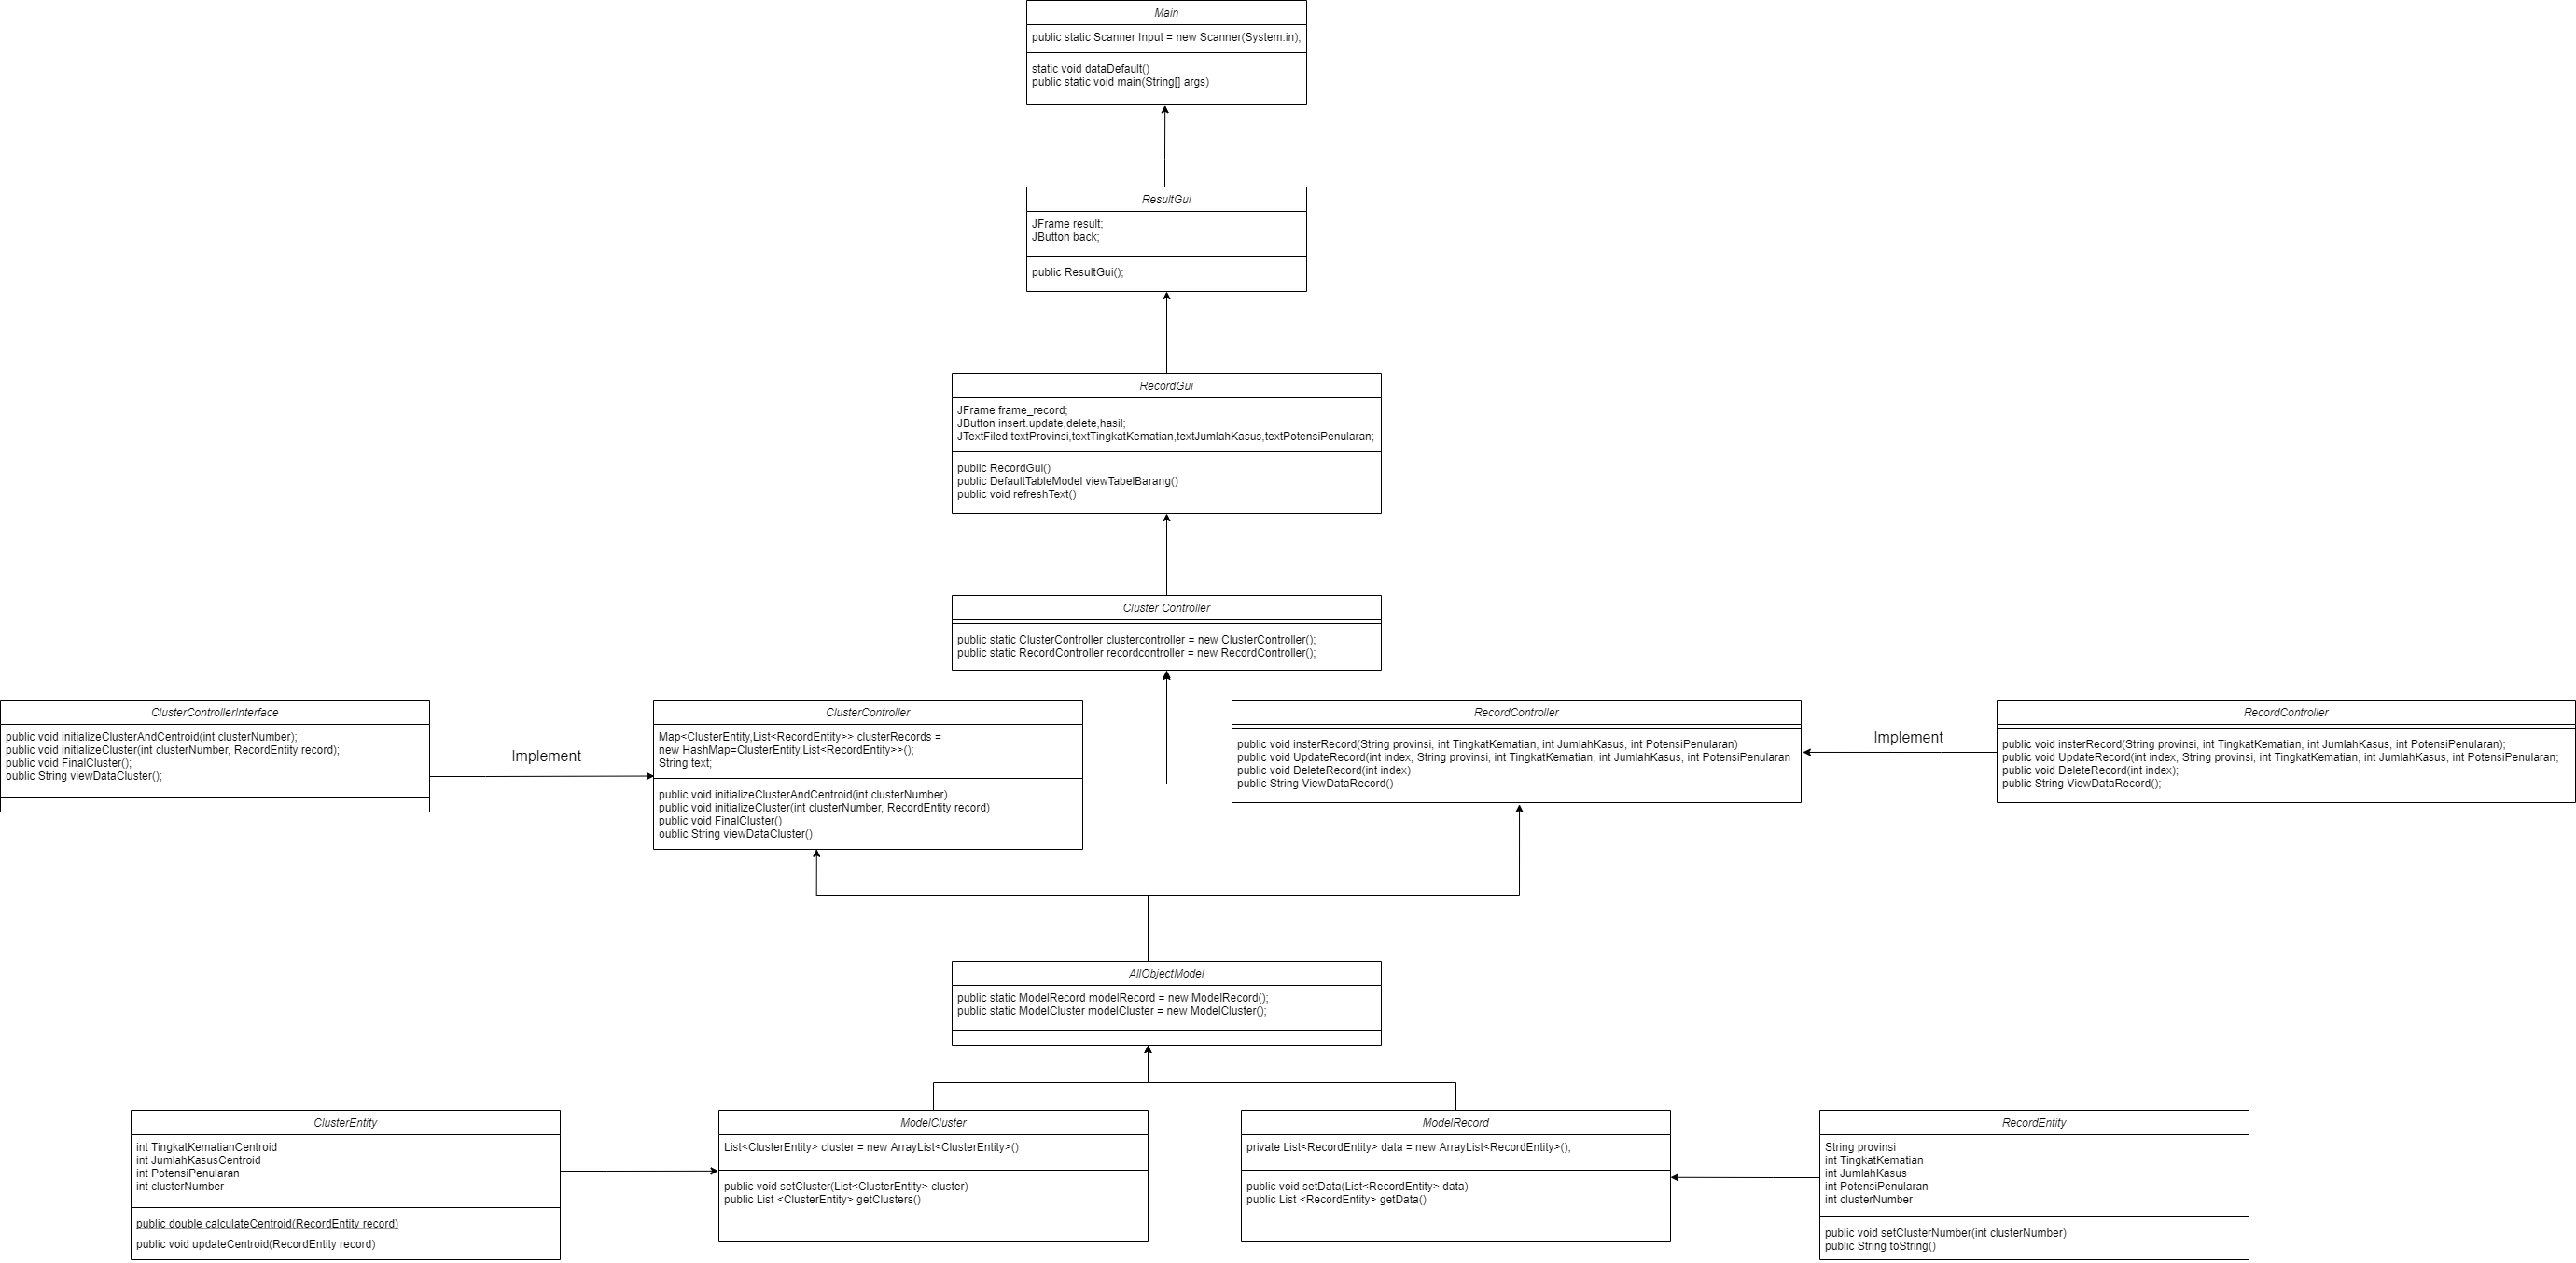 Main
public static Scanner Input = new Scanner(System.in);
static void dataDefault()
public static void main(String[] args)
ResultGui
JFrame result;
JButton back;
public ResultGui();
RecordGui
JFrame frame_record;
JButton insert.update,delete,hasil;
JTextFiled textProvinsi,textTingkatKematian,textJumlahKasus,textPotensiPenularan;
public RecordGui()
public DefaultTableModel viewTabelBarang()
public void refreshText()
Cluster Controller
public static ClusterController clustercontroller = new ClusterController();
public static RecordController recordcontroller = new RecordController();
ClusterControllerInterface
public void initializeClusterAndCentroid(int clusterNumber);
public void initializeCluster(int clusterNumber, RecordEntity record);
public void FinalCluster();
oublic String viewDataCluster();
Implement
ClusterController
Map<ClusterEntity,List<RecordEntity>> clusterRecords =
new HashMap=ClusterEntity,List<RecordEntity>>();
String text;
public void initializeClusterAndCentroid(int clusterNumber)
public void initializeCluster(int clusterNumber, RecordEntity record)
public void FinalCluster()
oublic String viewDataCluster()
RecordController
public void insterRecord(String provinsi, int TingkatKematian, int JumlahKasus, int PotensiPenularan)
public void UpdateRecord(int index, String provinsi, int TingkatKematian, int JumlahKasus, int PotensiPenularan
public void DeleteRecord(int index)
public String ViewDataRecord()
Implement
RecordController
public void insterRecord(String provinsi, int TingkatKematian, int JumlahKasus, int PotensiPenularan);
public void UpdateRecord(int index, String provinsi, int TingkatKematian, int JumlahKasus, int PotensiPenularan;
public void DeleteRecord(int index);
public String ViewDataRecord();
AllObjectModel
public static ModelRecord modelRecord = new ModelRecord();
public static ModelCluster modelCluster = new ModelCluster();
ClusterEntity
int TingkatKematianCentroid
int JumlahKasusCentroid
int PotensiPenularan
int clusterNumber
public double calculateCentroid(RecordEntity record)
public void updateCentroid(RecordEntity record)
ModelCluster
List<ClusterEntity> cluster = new ArrayList<ClusterEntity>()
public void setCluster(List<ClusterEntity> cluster)
public List <ClusterEntity> getClusters()
ModelRecord
private List<RecordEntity> data = new ArrayList<RecordEntity>();
public void setData(List<RecordEntity> data)
public List <RecordEntity> getData()
RecordEntity
String provinsi
int TingkatKematian
int JumlahKasus
int PotensiPenularan
int clusterNumber
public void setClusterNumber(int clusterNumber)
public String toString()